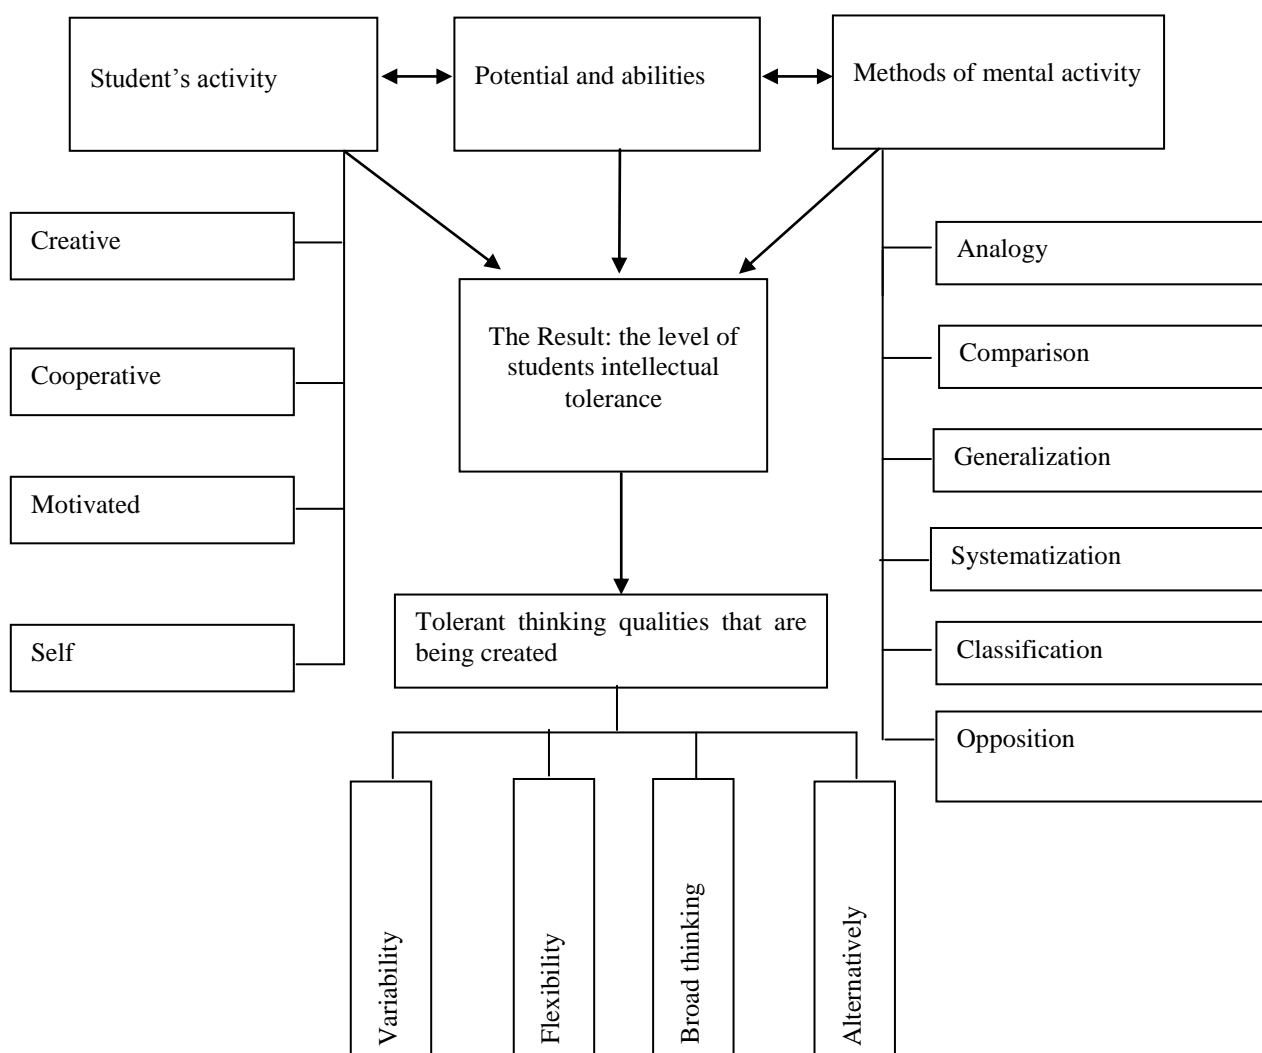 Student’s activity
Potential and abilities
Methods of mental activity
Creative
Cooperative
Motivated
Self
The Result: the level of
students intellectual
tolerance
Analogy
Comparison
Generalization
Systematization
Classification
Opposition
Tolerant thinking qualities that are
being created
Variability
Flexibility
Broad thinking
Alternatively